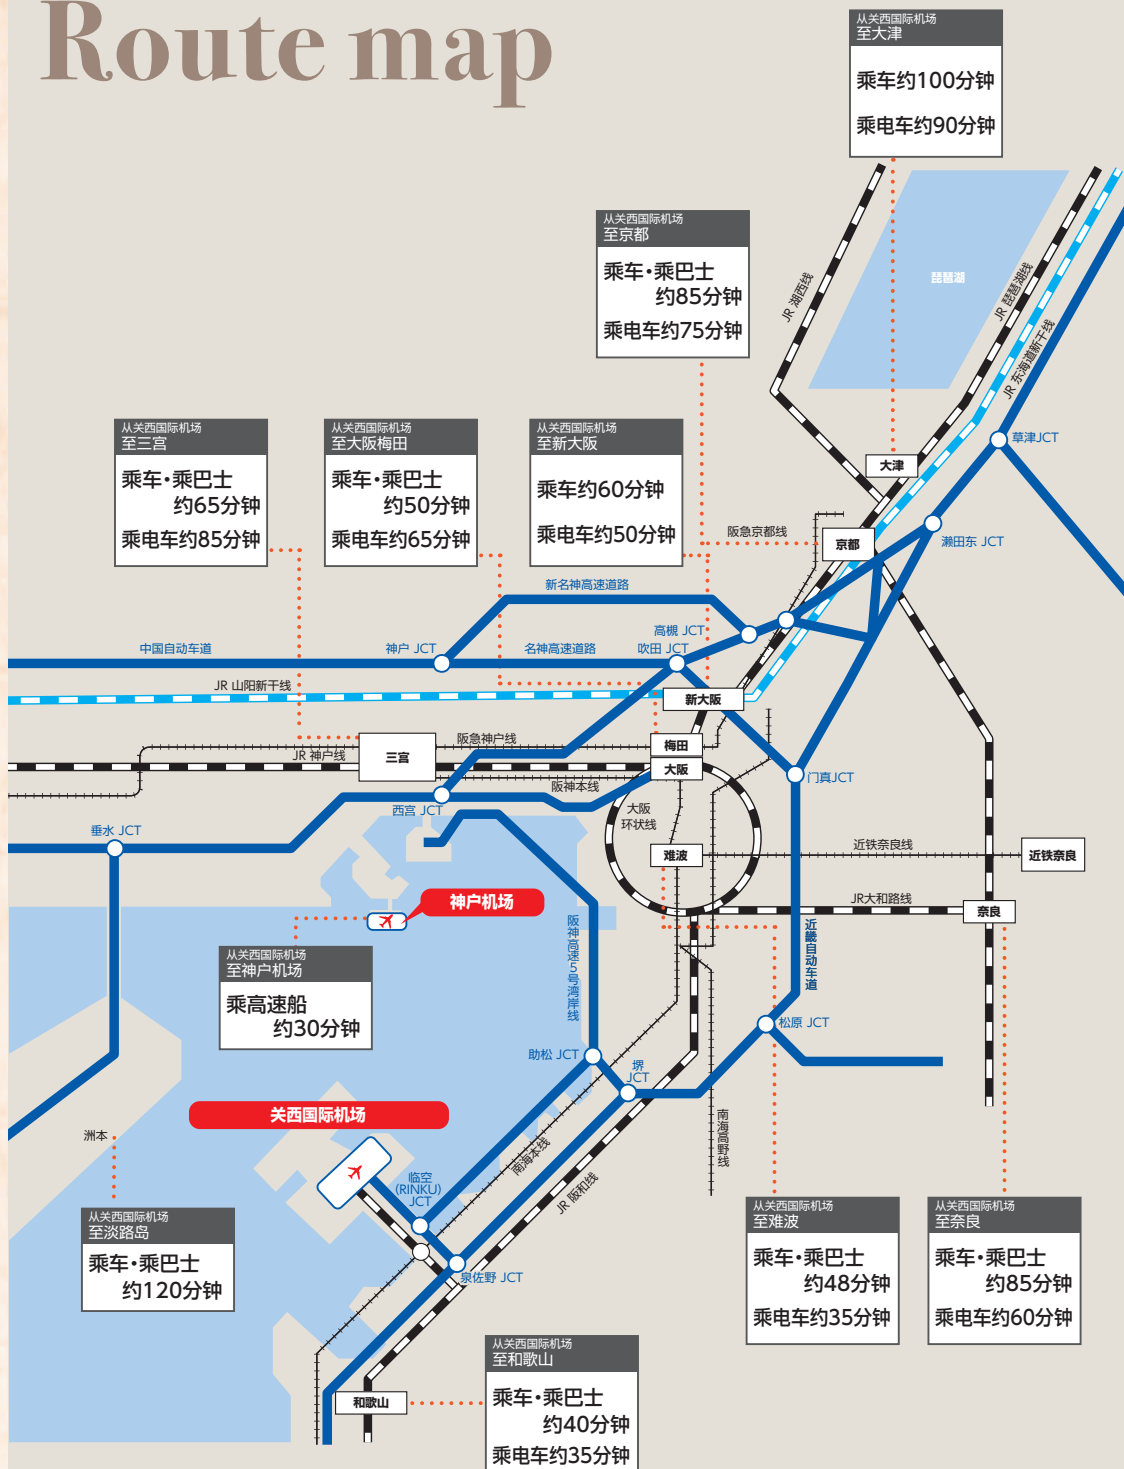 Route map
从关西国际机场
至大津
乘车约100分钟
乘电车约90分钟
从关西国际机场
至京都
乘车・乘巴士
约85分钟
乘电车约75分钟
琵琶湖
JR 湖西线
JR 琵琶湖线
JR 东海道新干线
从关西国际机场
至三宫
乘车・乘巴士
约65分钟
乘电车约85分钟
从关西国际机场
至大阪梅田
乘车・乘巴士
约50分钟
乘电车约65分钟
从关西国际机场
至新大阪
乘车约60分钟
乘电车约50分钟
草津JCT
大津
阪急京都线
京都
濑田东 JCT
新名神高速道路
高槻 JCT
中国自动车道
神户 JCT
名神高速道路
吹田 JCT
JR 山阳新干线
新大阪
阪急神户线
梅田
JR 神户线
三宫
大阪
门真JCT
阪神本线
西宫 JCT
大阪
环状线
垂水 JCT
难波
近铁奈良线
近铁奈良
神户机场
JR大和路线
奈良
阪神高速5号湾岸线
近畿自动车道
从关西国际机场
至神户机场
乘高速船
约30分钟
松原 JCT
助松 JCT
堺
JCT
关西国际机场
洲本
南海本线
南海高野线
临空
(RINKU)
JCT
JR 阪和线
从关西国际机场
至淡路岛
乘车・乘巴士
约120分钟
从关西国际机场
至难波
乘车・乘巴士
约48分钟
乘电车约35分钟
从关西国际机场
至奈良
乘车・乘巴士
约85分钟
乘电车约60分钟
泉佐野 JCT
从关西国际机场
至和歌山
乘车・乘巴士
约40分钟
乘电车约35分钟
和歌山